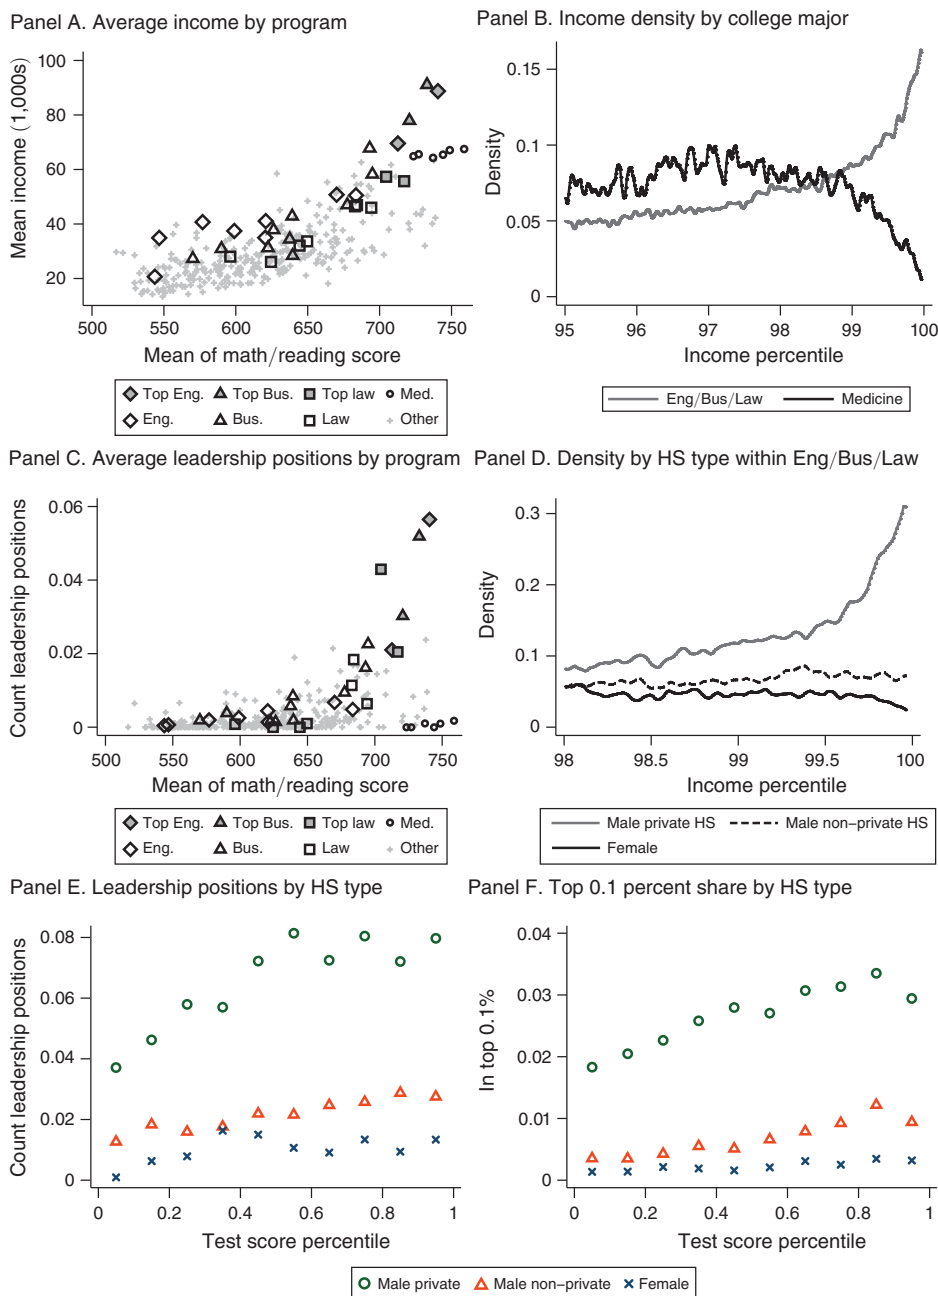 Panel A. Average income by program
Mean income (1,000s)
100
80
60
40
20
500 550 600 650 700 750
Mean of math/reading score
Top Eng. Top Bus. Top law Med.
Eng. Bus. Law Other
Panel B. Income density by college major
Density
0.15
0.1
0.05
0
95 96 97 98 99 100
Income percentile
Eng/Bus/Law Medicine
Panel C. Average leadership positions by program
Count leadership positions
0.06
0.04
0.02
0
500 550 600 650 700 750
Mean of math/reading score
Top Eng. Top Bus. Top law Med.
Eng. Bus. Law Other
Panel D. Density by HS type within Eng/Bus/Law
Density
0.3
0.2
0.1
0
98 98.5 99 99.5 100
Income percentile
Male private HS Male non–private HS
Female
Panel E. Leadership positions by HS type
Count leadership positions
0.08
0.06
0.04
0.02
0
0 0.2 0.4 0.6 0.8 1
Test score percentile
Panel F. Top 0.1 percent share by HS type
In top 0.1%
0.04
0.03
0.02
0.01
0
0 0.2 0.4 0.6 0.8 1
Test score percentile
Male private Male non–private Female